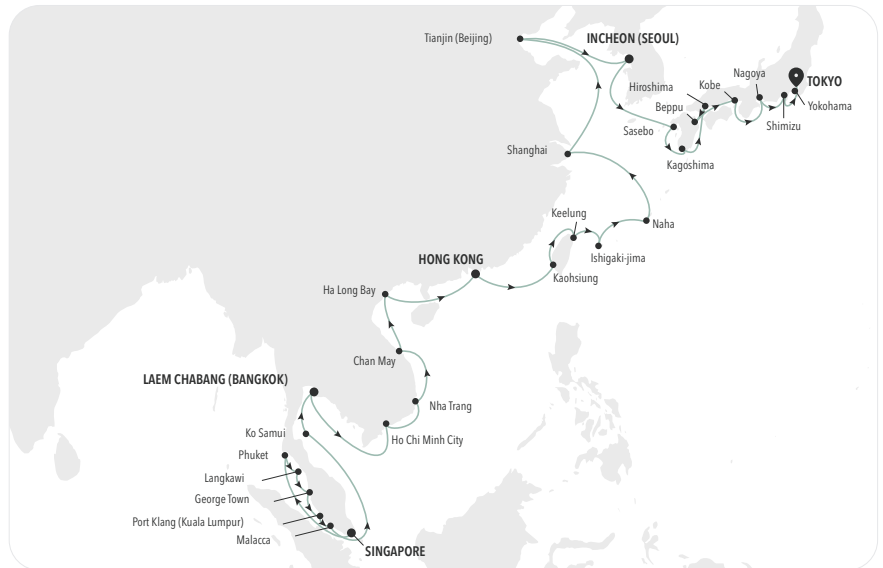 Tianjin (Beijing)
INCHEON (SEOUL)
Nagoya
TOKYO
Kobe
Hiroshima
Yokohama
Beppu
Shimizu
Sasebo
Shanghai
Kagoshima
Keelung
Naha
HONG KONG
Ishigaki-jima
Kaohsiung
Ha Long Bay
Chan May
LAEM CHABANG (BANGKOK)
Nha Trang
Ko Samui
Ho Chi Minh City
Phuket
Langkawi
George Town
Port Klang (Kuala Lumpur)
Malacca
SINGAPORE